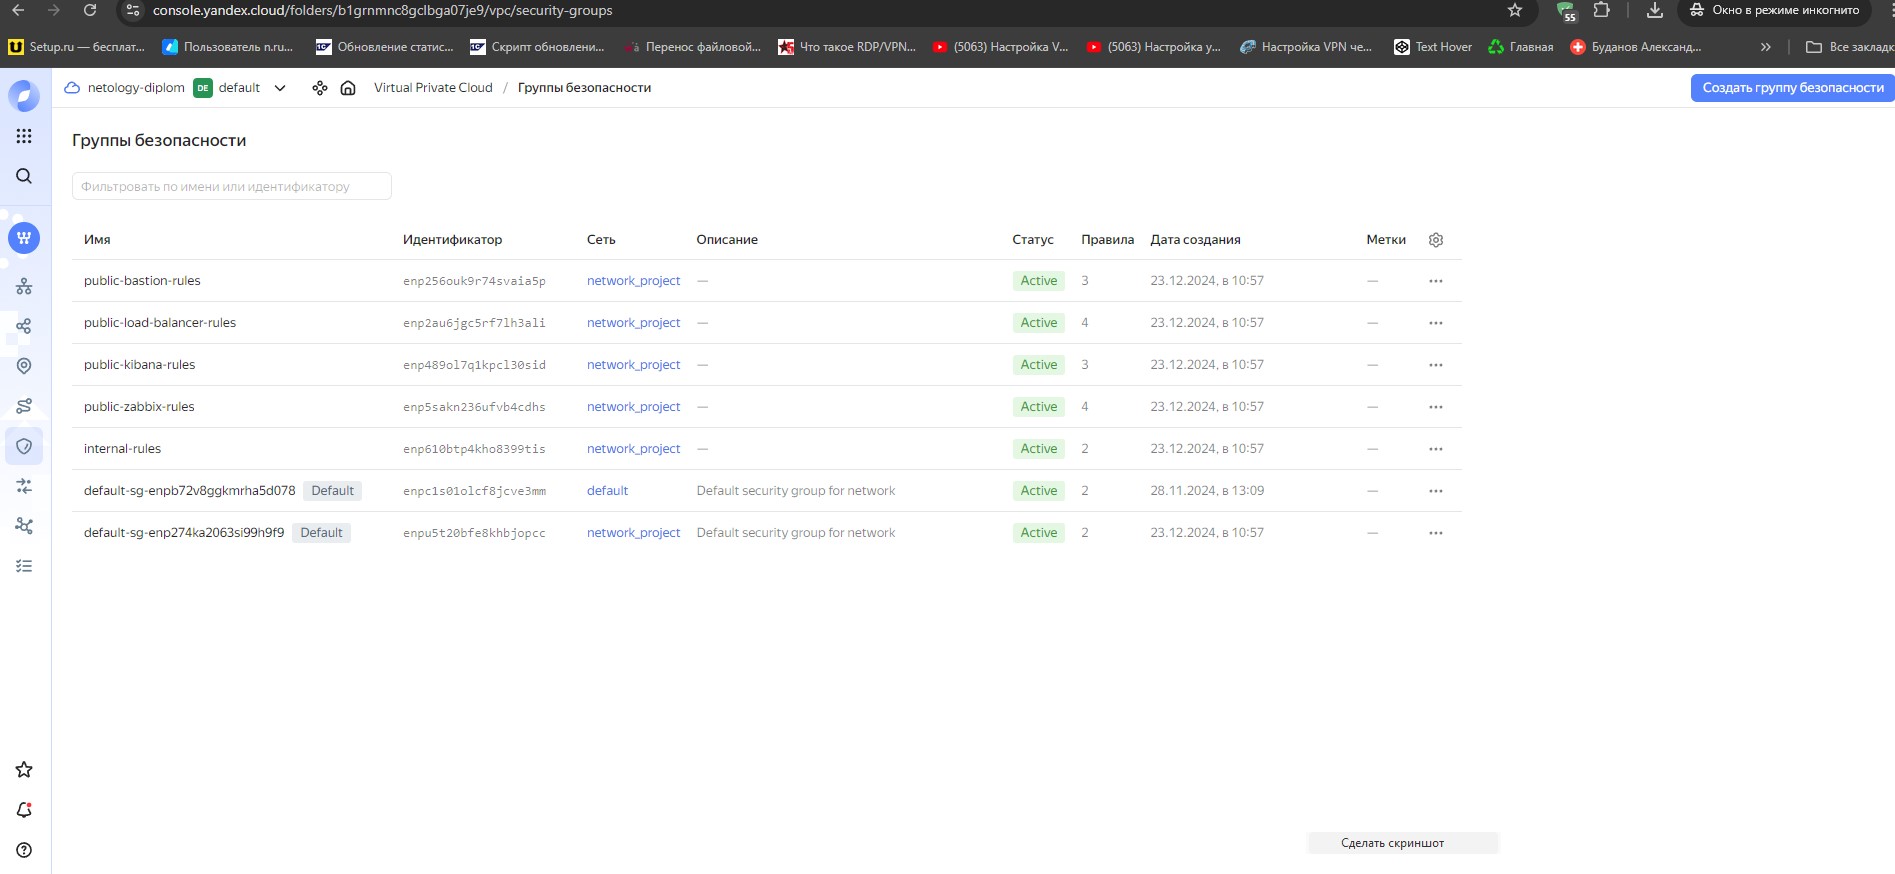 console.yandex.cloud/folders/b1grnmnc8gclbga07je9/vpc/security-groups
55
Окно в режиме инкогнито
Setup.ru — бесплат...
Пользователь n.ru...
Обновление статис...
Скрипт обновлени...
Перенос файловой...
Что такое RDP/VPN...
(5063) Настройка V...
(5063) Настройка у...
Настройка VPN че...
Text Hover
Главная
Буданов Александ...
»
Все закладк
netology-diplom DE default
Virtual Private Cloud / Группы безопасности
Создать группу безопасности
Группы безопасности
Фильтровать по имени или идентификатору
Имя Идентификатор Сеть Описание Статус Правила Дата создания Метки
public-bastion-rules enp256ouk9r74svaia5p network_project — Active 3 23.12.2024, в 10:57 —
public-load-balancer-rules enp2au6jgc5rf7lh3ali network_project — Active 4 23.12.2024, в 10:57 —
public-kibana-rules enp489ol7q1kpcl30sid network_project — Active 3 23.12.2024, в 10:57 —
public-zabbix-rules enp5sakn236ufvb4cdhs network_project — Active 4 23.12.2024, в 10:57 —
internal-rules enp610btp4kho8399tis network_project — Active 2 23.12.2024, в 10:57 —
default-sg-enpb72v8ggkmrha5d078 Default enpc1s01olcf8jcve3mm default Default security group for network Active 2 28.11.2024, в 13:09 —
default-sg-enp274ka2063si99h9f9 Default enpu5t20bfe8khbjopcc network_project Default security group for network Active 2 23.12.2024, в 10:57 —
Сделать скриншот